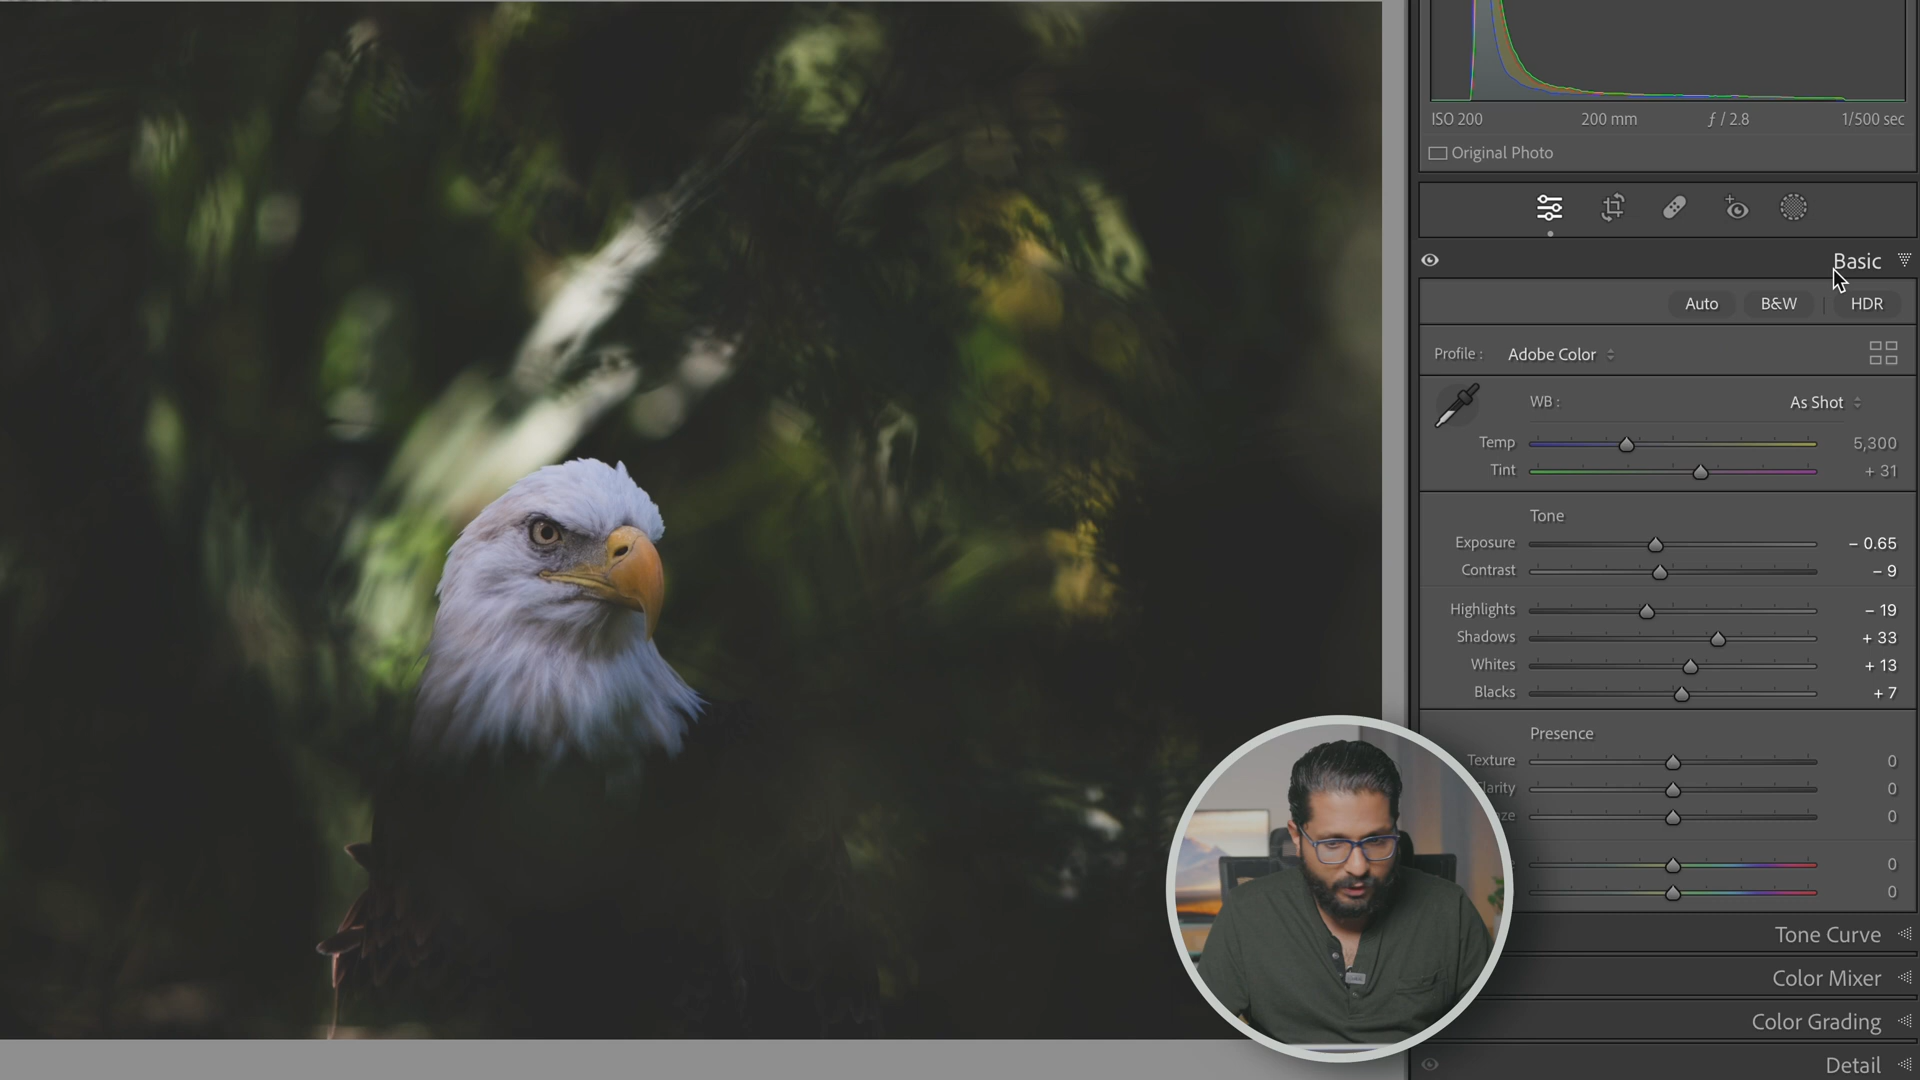 ISO 200 200 mm ƒ / 2.8 1/500 sec
Original Photo
Basic
Auto B&W HDR
Profile : Adobe Color
WB : As Shot
Temp 5,300
Tint + 31
Tone
Exposure – 0.65
Contrast – 9
Highlights – 19
Shadows + 33
Whites + 13
Blacks + 7
Presence
Texture 0
larity 0
ze 0
0
0
Tone Curve
Color Mixer
Color Grading
Detail